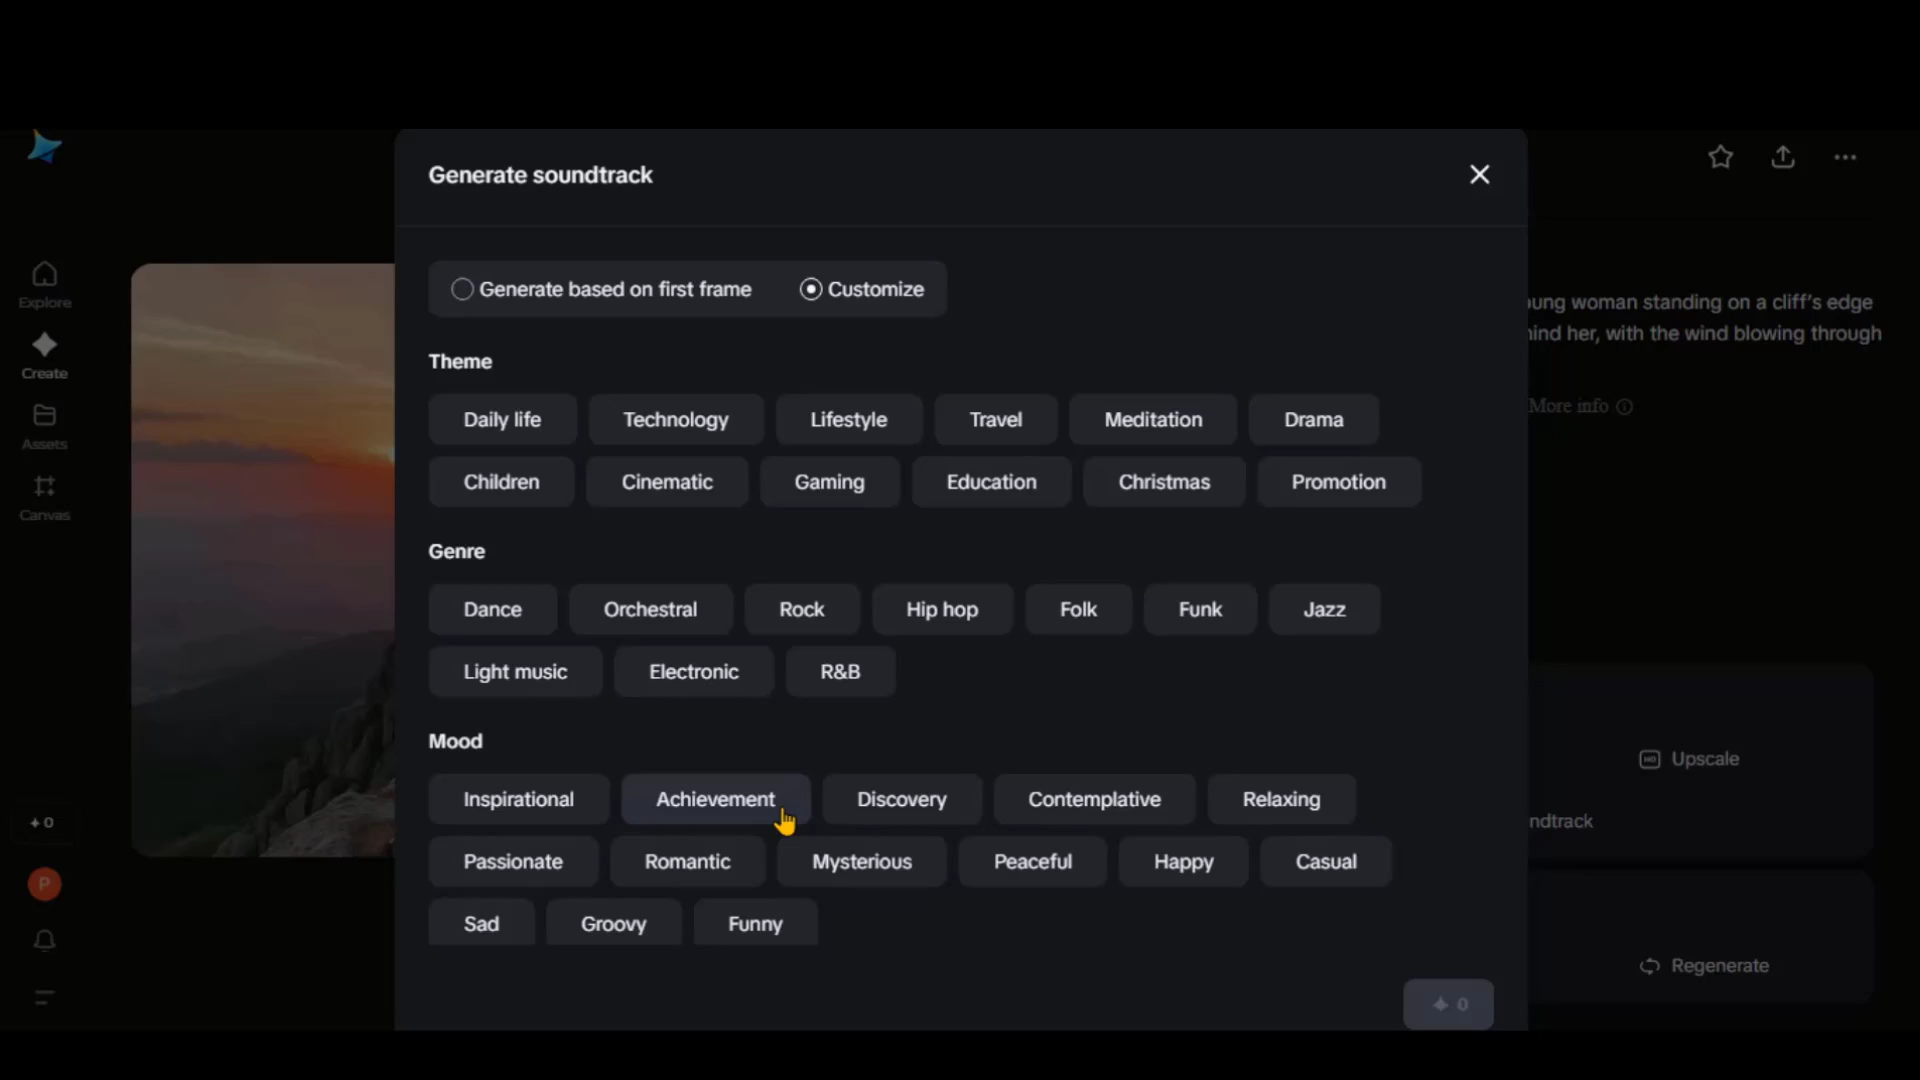 Generate soundtrack
Generate based on first frame Customize
Theme
Daily life Technology Lifestyle Travel Meditation Drama
Children Cinematic Gaming Education Christmas Promotion
Genre
Dance Orchestral Rock Hip hop Folk Funk Jazz
Light music Electronic R&B
Mood
Inspirational Achievement Discovery Contemplative Relaxing
Passionate Romantic Mysterious Peaceful Happy Casual
Sad Groovy Funny
0
Explore
Create
Assets
Canvas
0
P
ung woman standing on a cliff's edge
ind her, with the wind blowing through
More info
Upscale
ndtrack
Regenerate